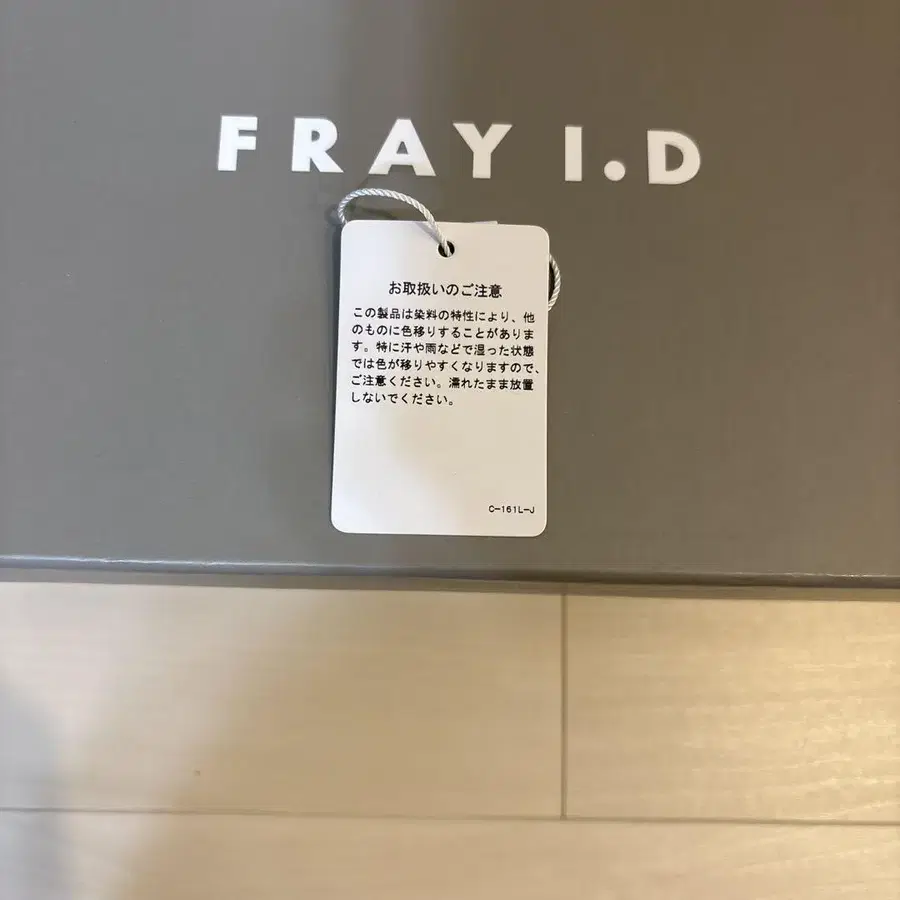 FRAY I.D
お取扱いのご注意
この製品は染料の特性により、他
のものに色移りすることがありま
す。特に汗や雨などで湿った状態
では色が移りやすくなりますので、
ご注意ください。濡れたまま放置
しないでください。
C-161L-J